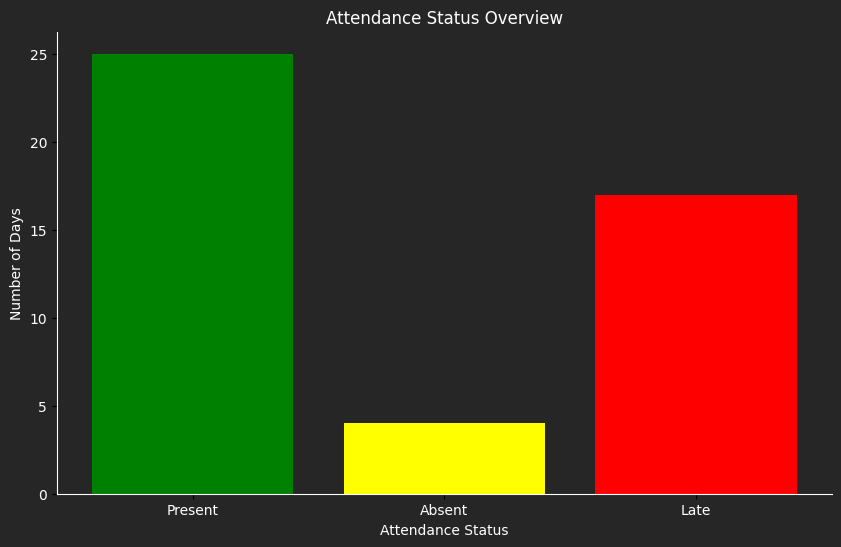 Attendance Status Overview
Number of Days
25
20
15
10
5
0
Present Absent Late
Attendance Status